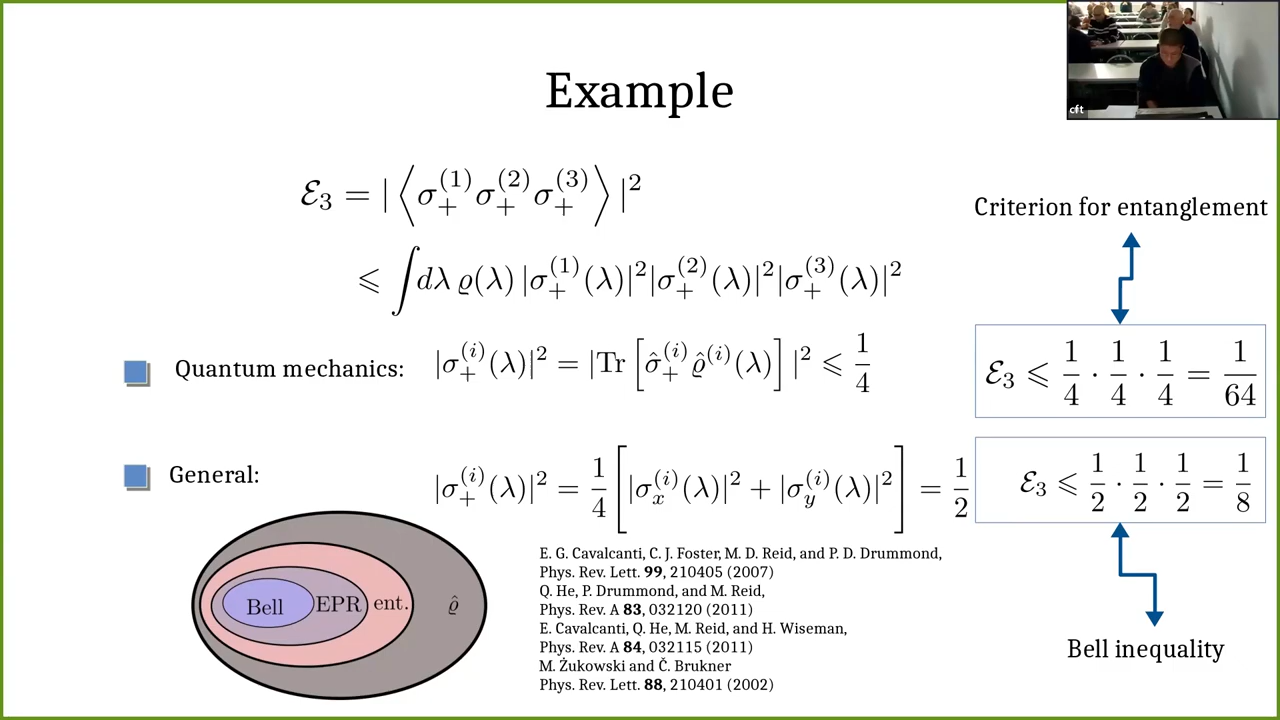 Example
cft
ℰ₃ = |⟨σ₊⁽¹⁾σ₊⁽²⁾σ₊⁽³⁾⟩|²
⩽ ∫dλ ϱ(λ) |σ₊⁽¹⁾(λ)|²|σ₊⁽²⁾(λ)|²|σ₊⁽³⁾(λ)|²
Criterion for entanglement
Quantum mechanics: |σ₊⁽ⁱ⁾(λ)|² = |Tr [σ̂₊⁽ⁱ⁾ϱ̂⁽ⁱ⁾(λ)] |² ⩽ 1/4
ℰ₃ ⩽ 1/4 · 1/4 · 1/4 = 1/64
General: |σ₊⁽ⁱ⁾(λ)|² = 1/4 [|σₓ⁽ⁱ⁾(λ)|² + |σ_y⁽ⁱ⁾(λ)|²] = 1/2
ℰ₃ ⩽ 1/2 · 1/2 · 1/2 = 1/8
Bell inequality
Bell EPR ent. ϱ̂
E. G. Cavalcanti, C. J. Foster, M. D. Reid, and P. D. Drummond,
Phys. Rev. Lett. 99, 210405 (2007)
Q. He, P. Drummond, and M. Reid,
Phys. Rev. A 83, 032120 (2011)
E. Cavalcanti, Q. He, M. Reid, and H. Wiseman,
Phys. Rev. A 84, 032115 (2011)
M. Żukowski and Č. Brukner
Phys. Rev. Lett. 88, 210401 (2002)